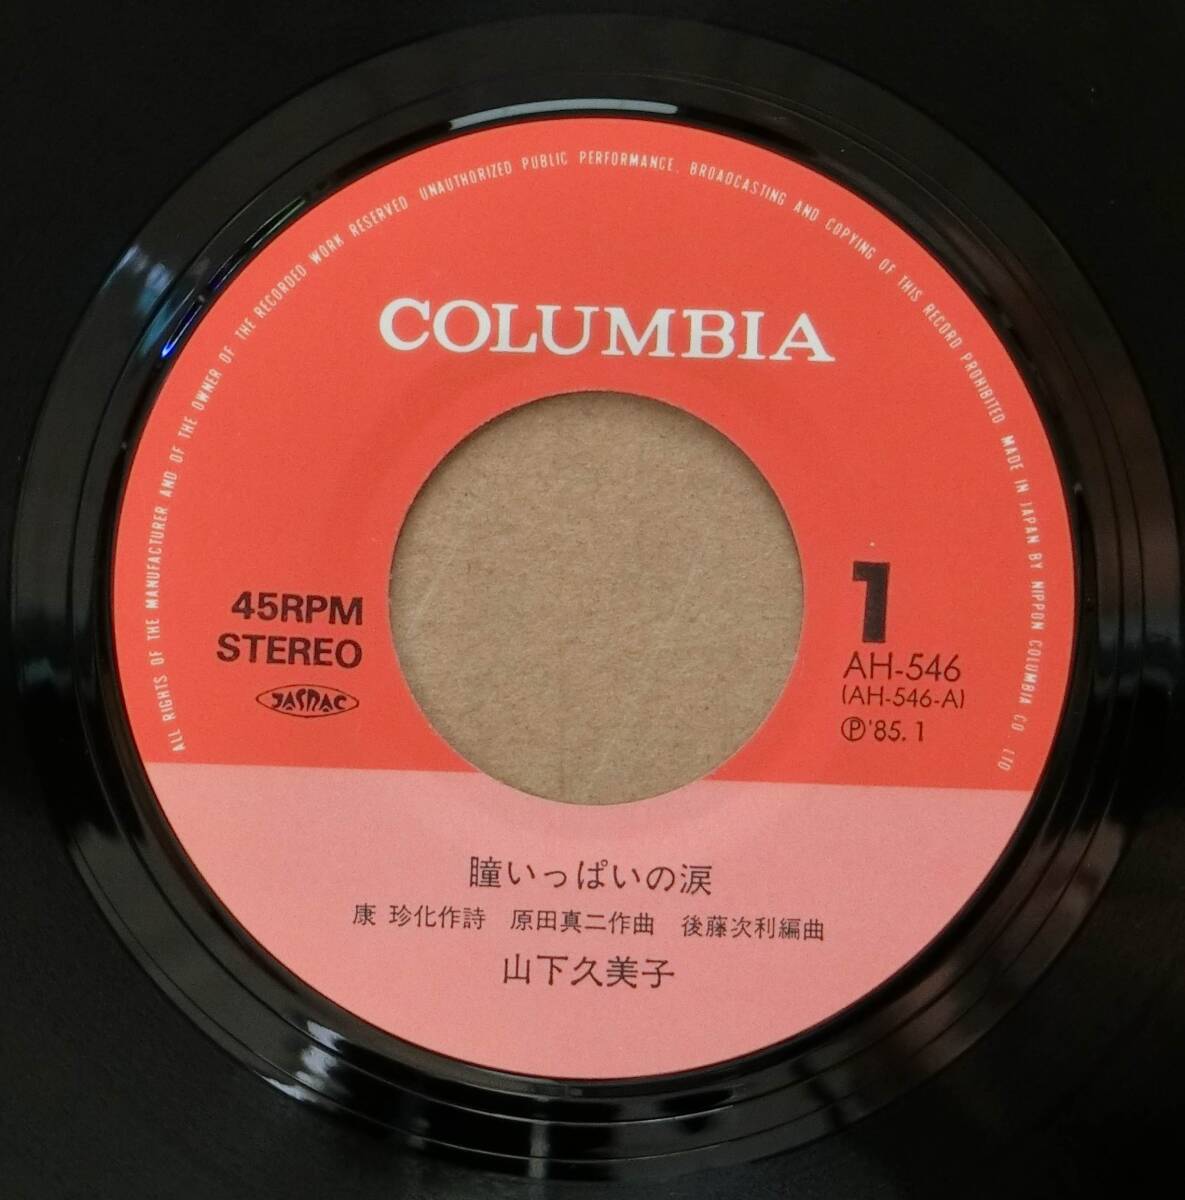 ALL RIGHTS OF THE MANUFACTURER AND OF THE OWNER OF THE RECORDED WORK RESERVED UNAUTHORIZED PUBLIC PERFORMANCE. BROADCASTING AND COPYING OF THIS RECORD PROHIBITED MADE IN JAPAN BY NIPPON COLUMBIA CO. LTD
COLUMBIA
45RPM
STEREO
JASRAC
1
AH-546
(AH-546-A)
Ⓟ'85.1
瞳いっぱいの涙
康 珍化作詩 原田真二作曲 後藤次利編曲
山下久美子